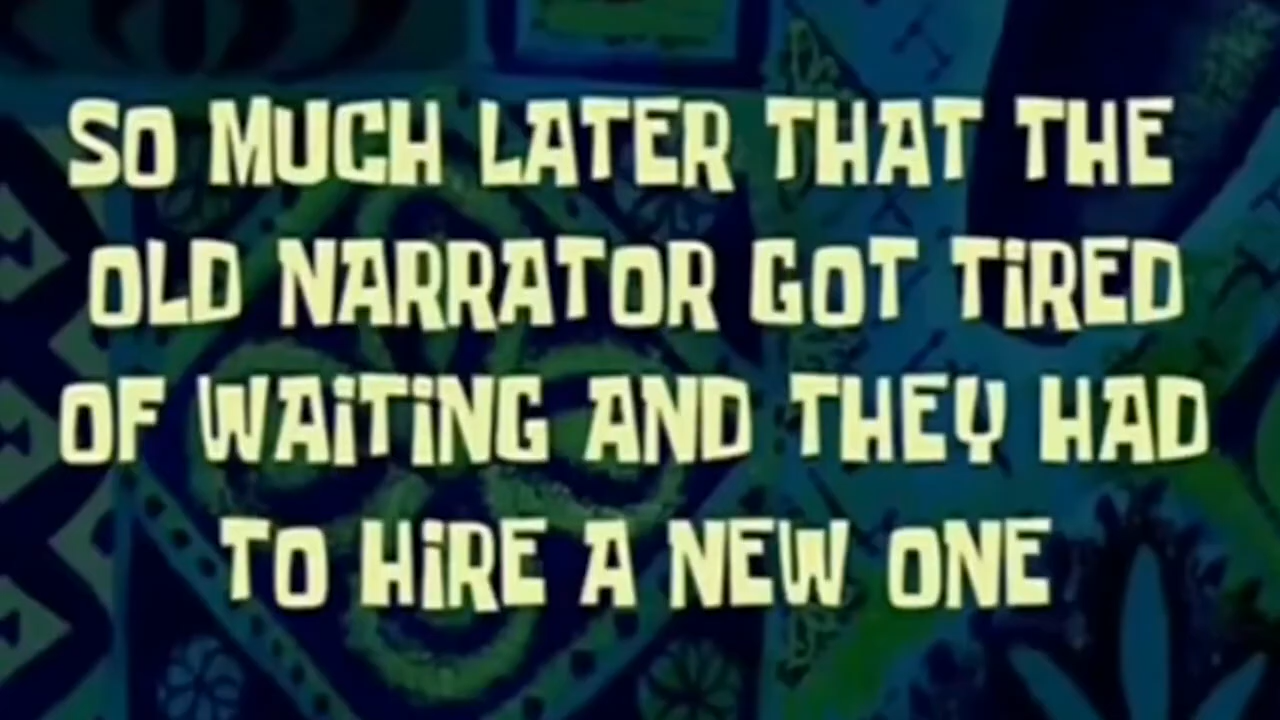 SO MUCH LATER THAT THE
OLD NARRATOR GOT TiRED
OF WAiTiNG AND THEY HAD
TO HiRE A NEW ONE